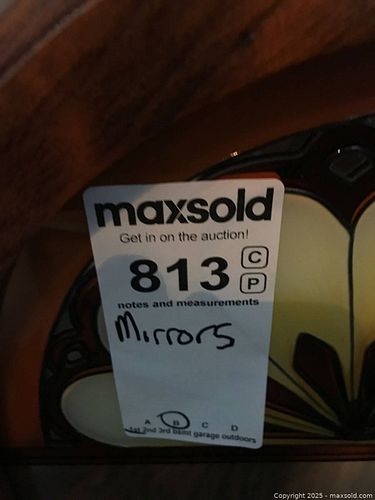 maxsold
Get in on the auction!
813 C
P
notes and measurements
Mirrors
A B C D
1st 2nd 3rd bsmt garage outdoors
Copyright 2025 - maxsold.com